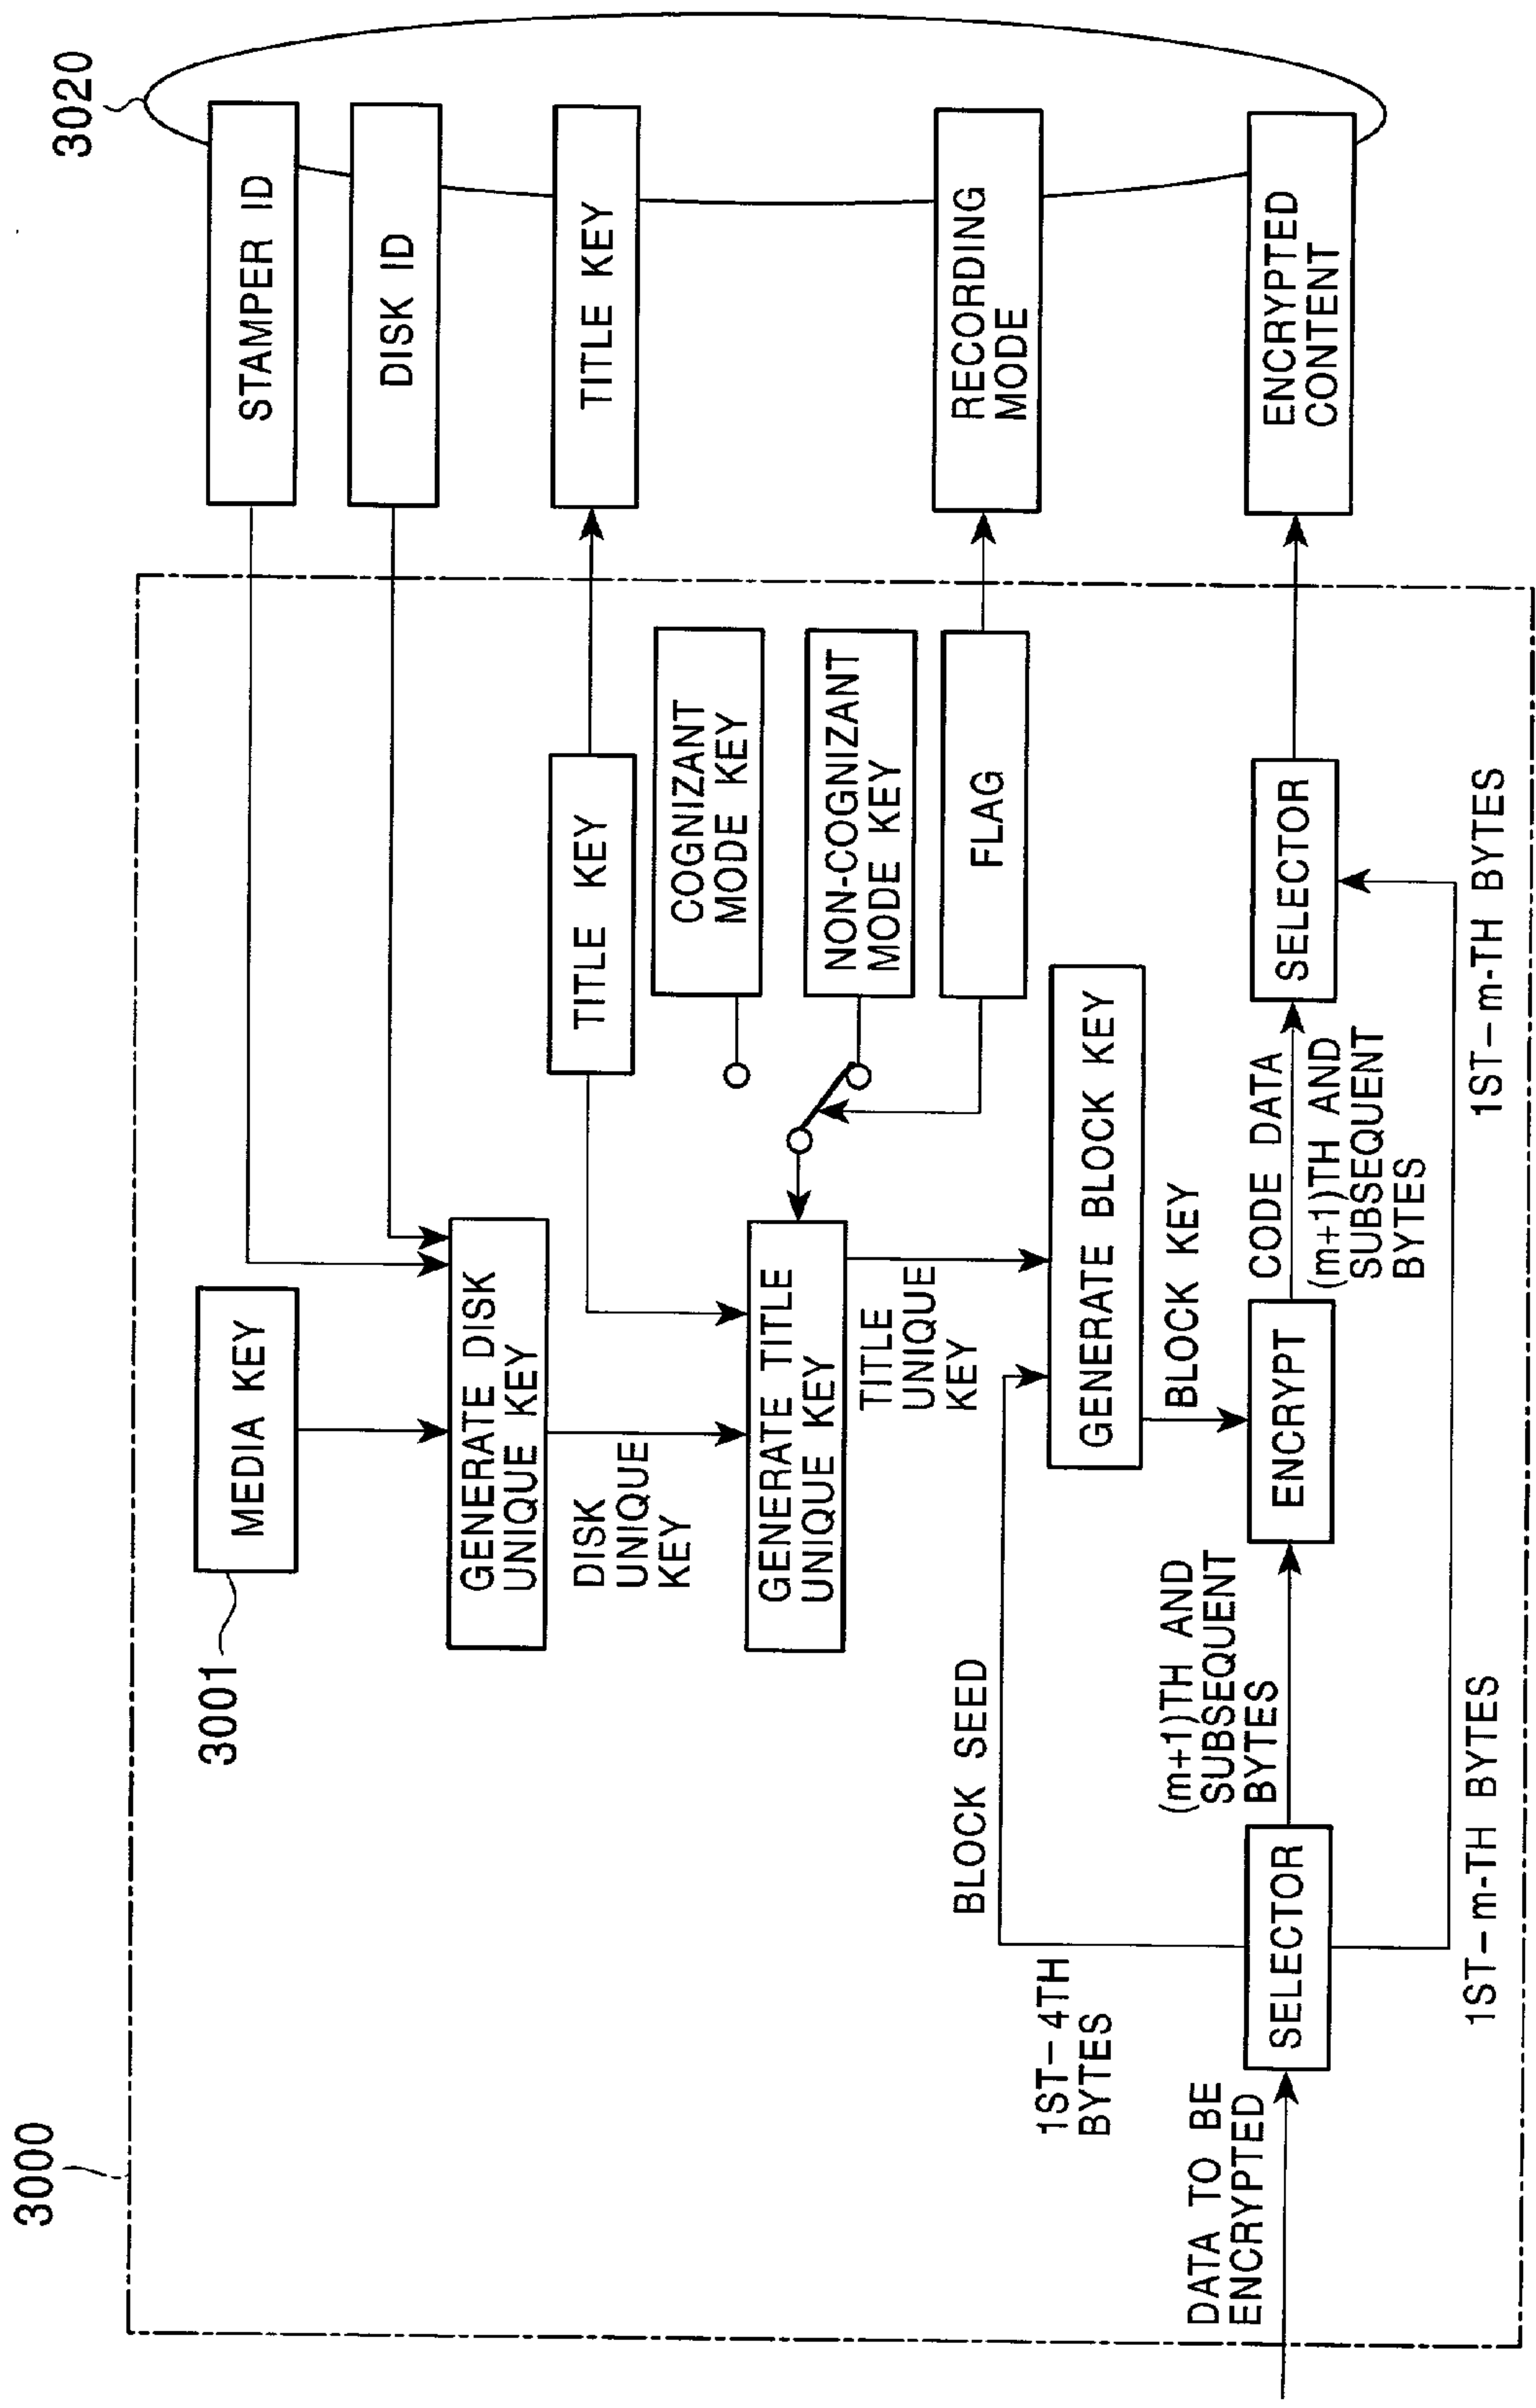 3000
3020
3001
MEDIA KEY
STAMPER ID
DISK ID
GENERATE DISK
UNIQUE KEY
DISK
UNIQUE
KEY
TITLE KEY
TITLE KEY
COGNIZANT
MODE KEY
GENERATE TITLE
UNIQUE KEY
NON-COGNIZANT
MODE KEY
TITLE
UNIQUE
KEY
FLAG
RECORDING
MODE
BLOCK SEED
1ST–4TH
BYTES
GENERATE BLOCK KEY
BLOCK KEY
DATA TO BE
ENCRYPTED
SELECTOR
(m+1)TH AND
SUBSEQUENT
BYTES
ENCRYPT
CODE DATA
(m+1)TH AND
SUBSEQUENT
BYTES
SELECTOR
ENCRYPTED
CONTENT
1ST–m-TH BYTES
1ST–m-TH BYTES